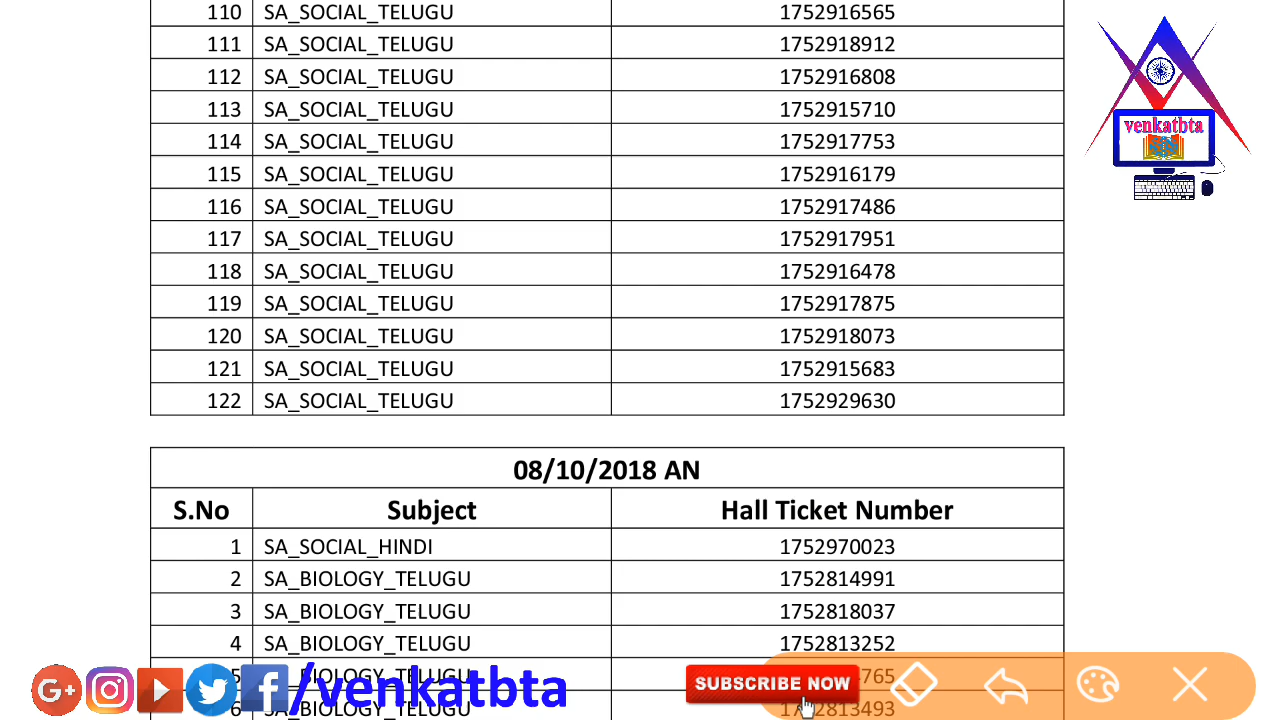 110 SA_SOCIAL_TELUGU 1752916565
111 SA_SOCIAL_TELUGU 1752918912
112 SA_SOCIAL_TELUGU 1752916808
113 SA_SOCIAL_TELUGU 1752915710
114 SA_SOCIAL_TELUGU 1752917753
115 SA_SOCIAL_TELUGU 1752916179
116 SA_SOCIAL_TELUGU 1752917486
117 SA_SOCIAL_TELUGU 1752917951
118 SA_SOCIAL_TELUGU 1752916478
119 SA_SOCIAL_TELUGU 1752917875
120 SA_SOCIAL_TELUGU 1752918073
121 SA_SOCIAL_TELUGU 1752915683
122 SA_SOCIAL_TELUGU 1752929630
venkatbta
08/10/2018 AN
S.No Subject Hall Ticket Number
1 SA_SOCIAL_HINDI 1752970023
2 SA_BIOLOGY_TELUGU 1752814991
3 SA_BIOLOGY_TELUGU 1752818037
4 SA_BIOLOGY_TELUGU 1752813252
5 BIOLOGY_TELUGU
6 SA_BIOLOGY_TELUGU 1752813493
G+ f /venkatbta
SUBSCRIBE NOW